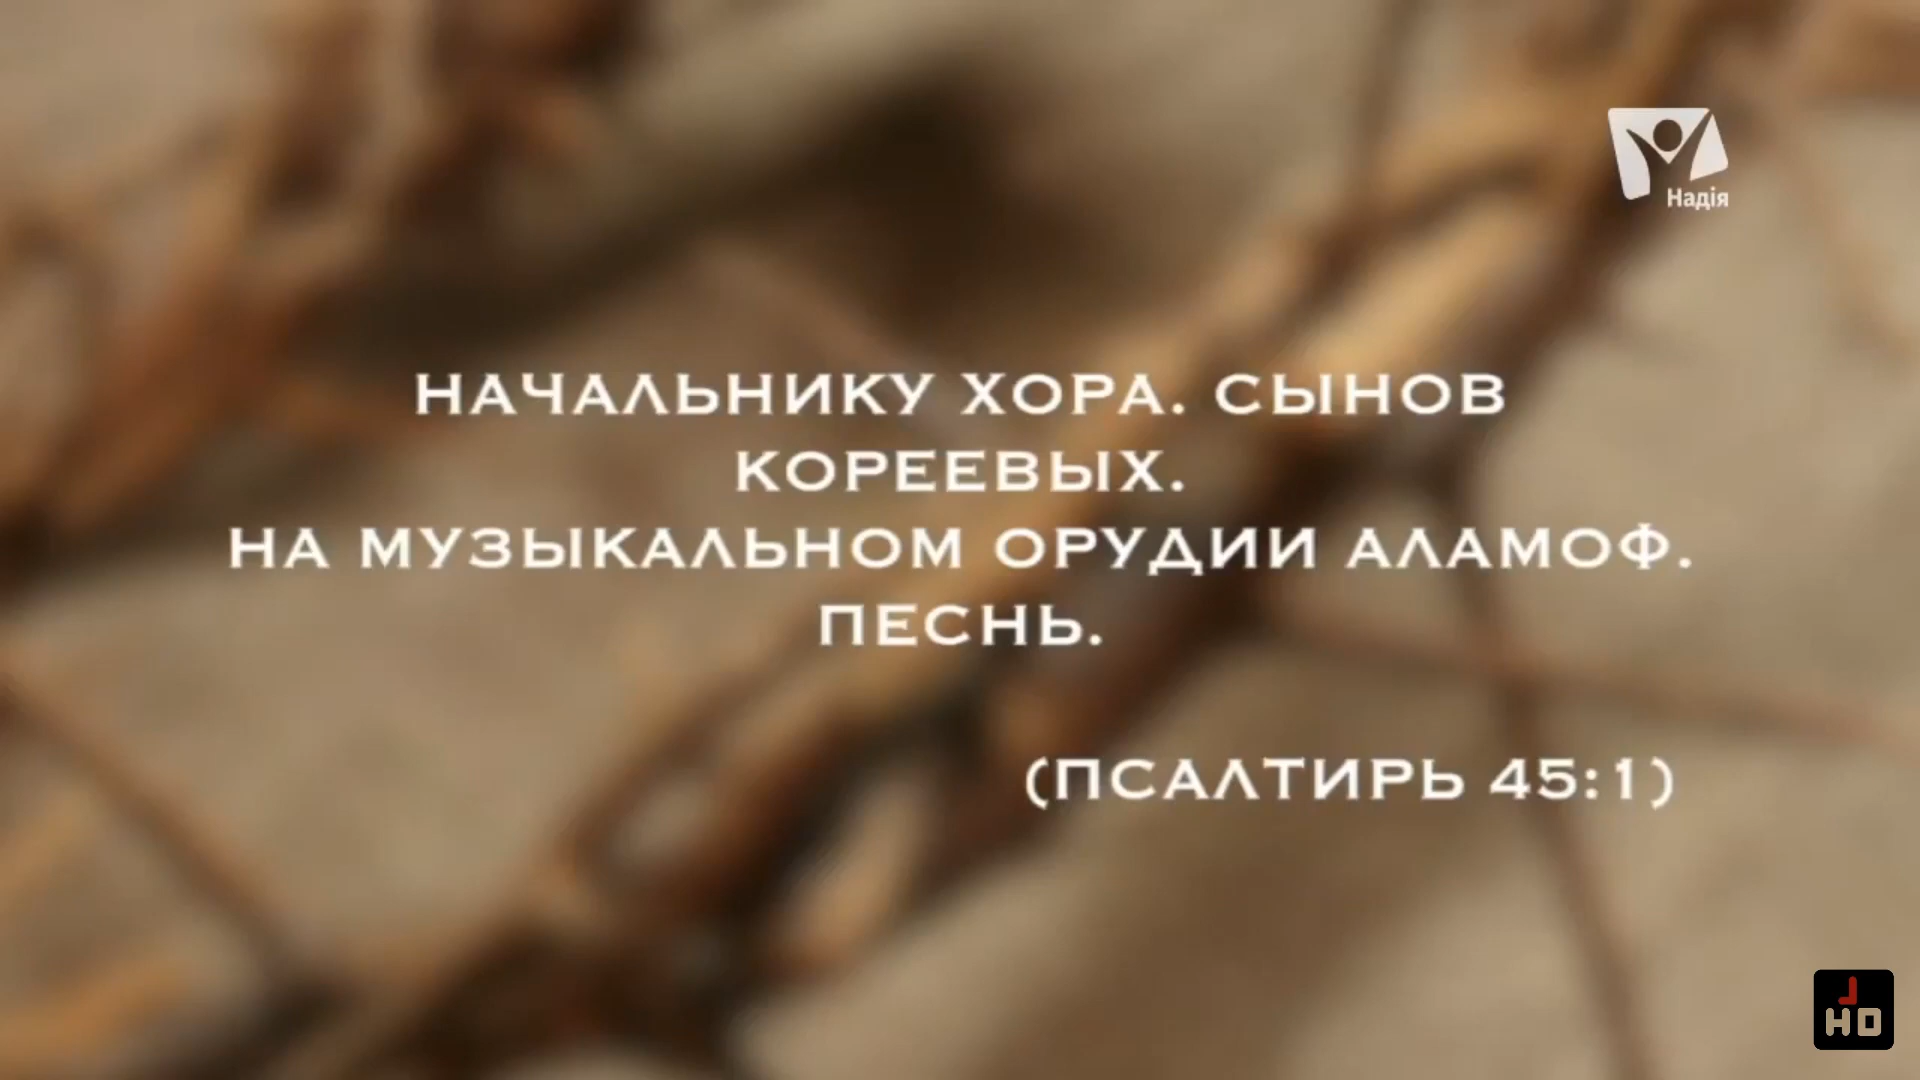 Надія
НАЧАЛЬНИКУ ХОРА. СЫНОВ
КОРЕЕВЫХ.
НА МУЗЫКАЛЬНОМ ОРУДИИ АЛАМОФ.
ПЕСНЬ.
(ПСАЛТИРЬ 45:1)
J
HD